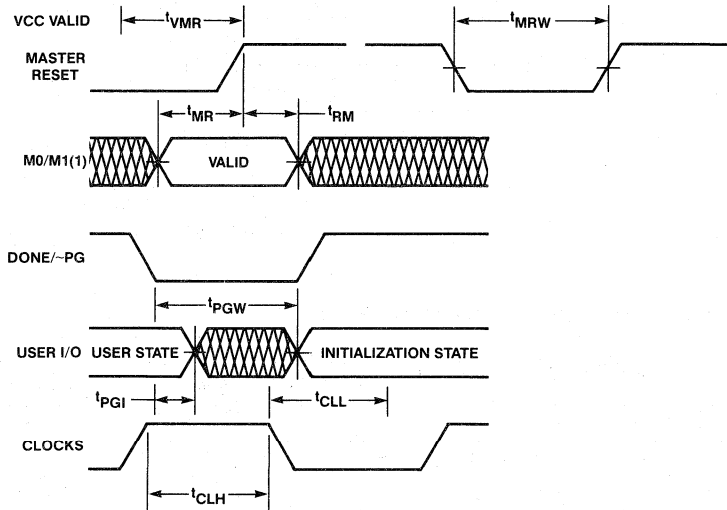 VCC VALID
tVMR
tMRW
MASTER
RESET
tMR
tRM
M0/M1(1)
VALID
DONE/~PG
tPGW
USER I/O
USER STATE
INITIALIZATION STATE
tPGI
tCLL
CLOCKS
tCLH